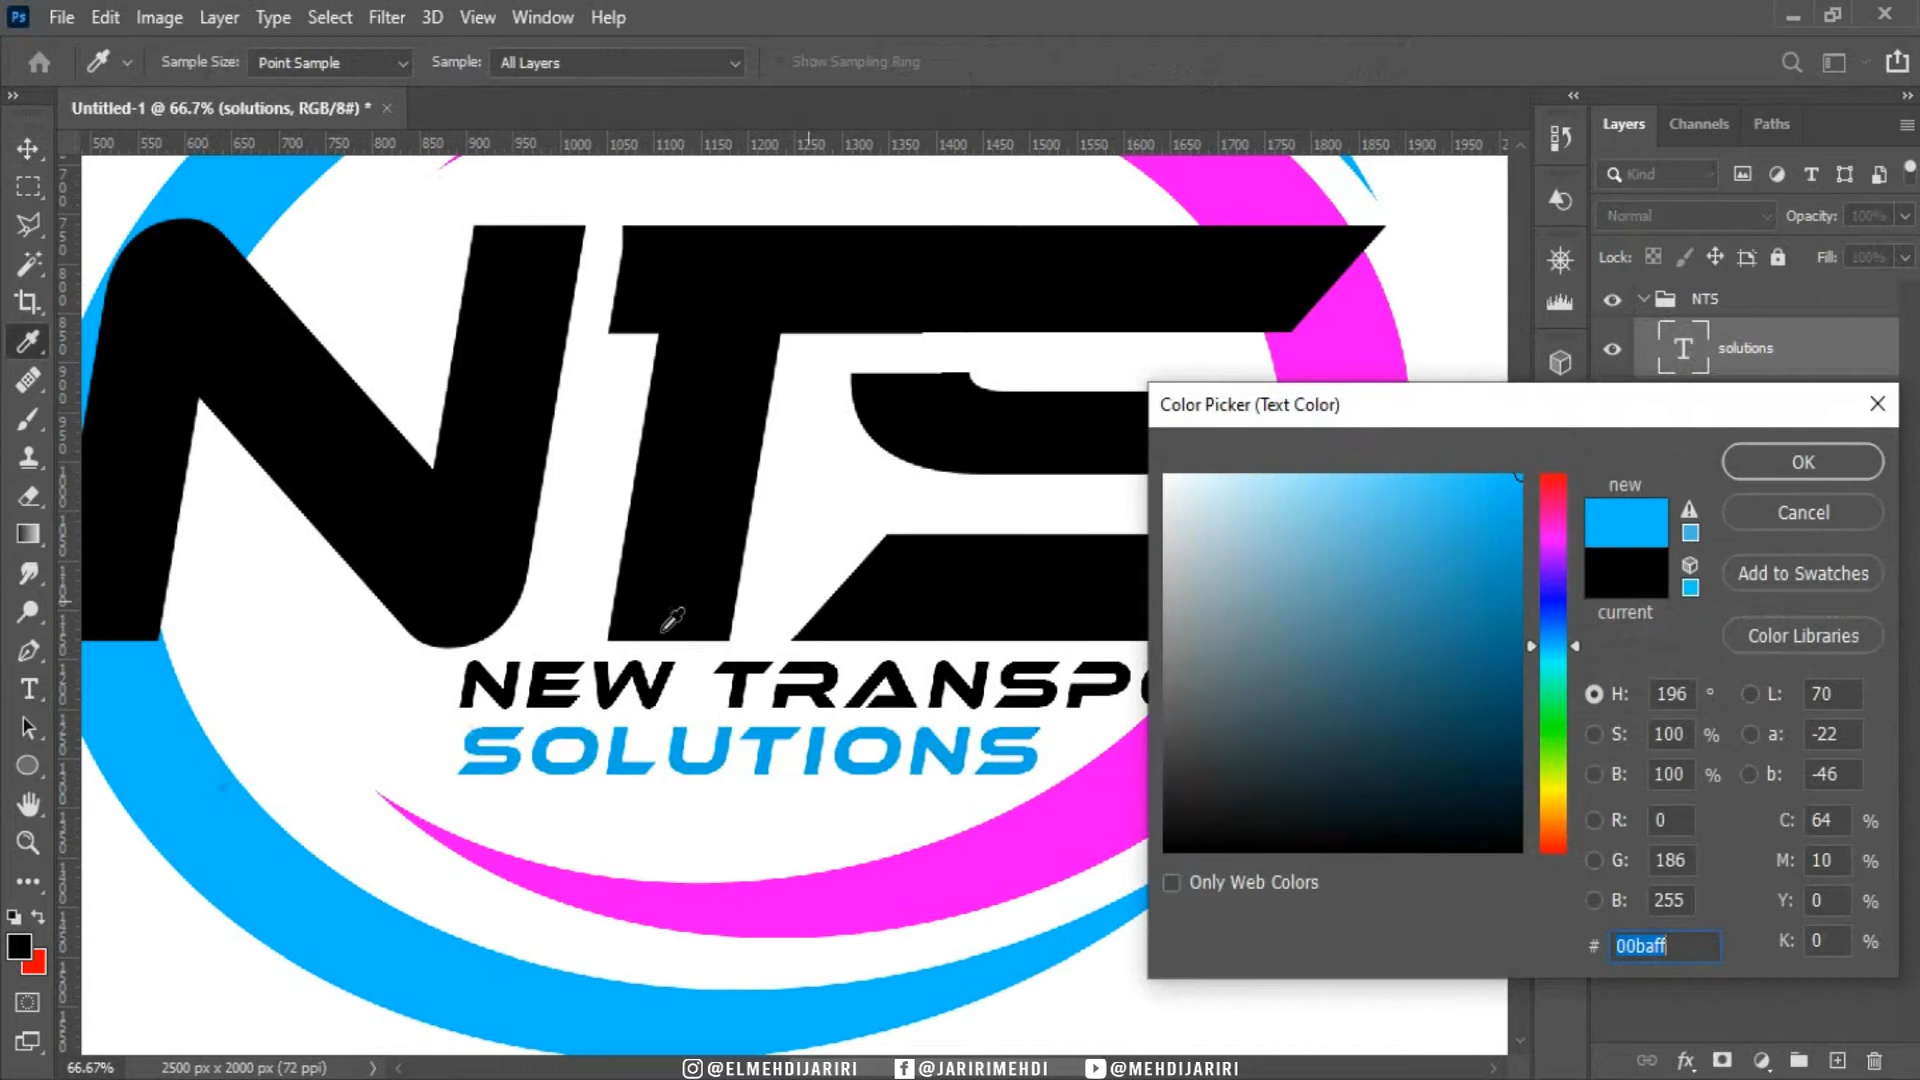 Ps File Edit Image Layer Type Select Filter 3D View Window Help
Sample Size: Point Sample Sample: All Layers Show Sampling Ring
Untitled-1 @ 66.7% (solutions, RGB/8#) *
500 550 600 650 700 750 800 850 900 950 1000 1050 1100 1150 1200 1250 1300 1350 1400 1450 1500 1550 1600 1650 1700 1750 1800 1850 1900 1950
Layers Channels Paths
Kind
Normal Opacity: 100%
Lock: Fill: 100%
NTS
solutions
NTS
NEW TRANSPO
SOLUTIONS
Color Picker (Text Color)
new
current
OK
Cancel
Add to Swatches
Color Libraries
H: 196 ° L: 70
S: 100 % a: -22
B: 100 % b: -46
R: 0 C: 64 %
G: 186 M: 10 %
B: 255 Y: 0 %
# 00baff K: 0 %
Only Web Colors
66.67% 2500 px x 2000 px (72 ppi)
@ELMEHDIJARIRI @JARIRIMEHDI @MEHDIJARIRI